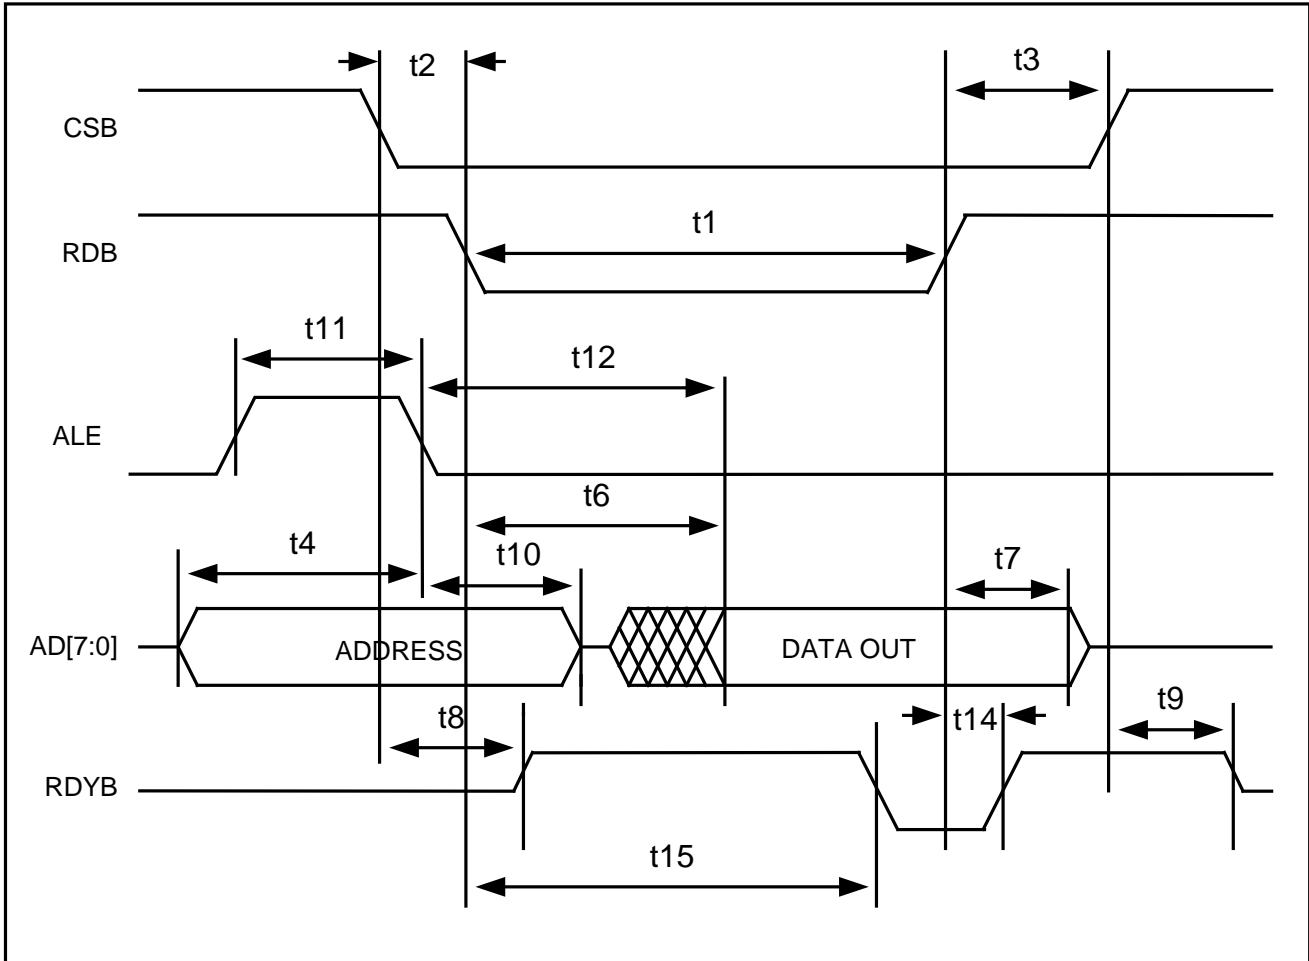 t2
t3
CSB
t1
RDB
t11
t12
ALE
t6
t4
t10
t7
AD[7:0]
ADDRESS
DATA OUT
t8
t14
t9
RDYB
t15